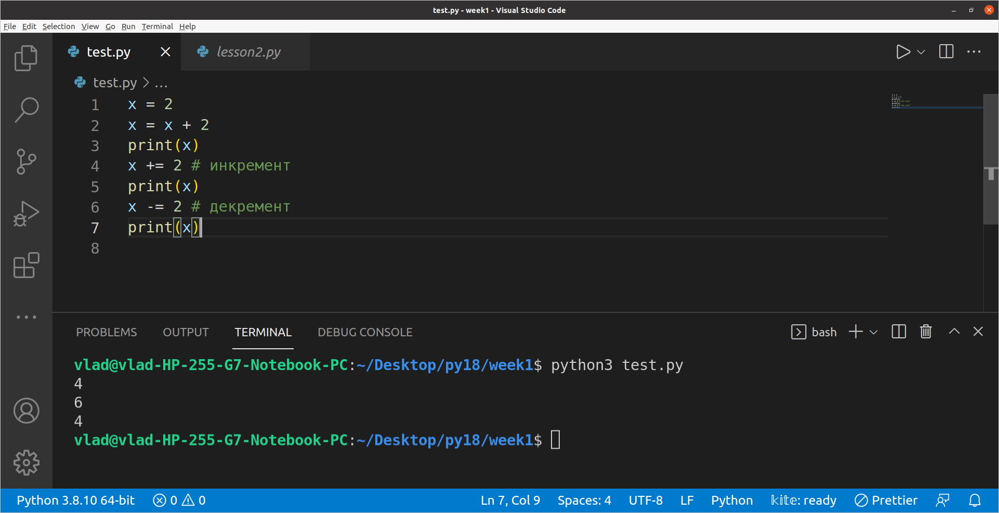 test.py - week1 - Visual Studio Code
File Edit Selection View Go Run Terminal Help
test.py lesson2.py
test.py > ...
1 x = 2
2 x = x + 2
3 print(x)
4 x += 2 # инкремент
5 print(x)
6 x -= 2 # декремент
7 print(x)
8
PROBLEMS OUTPUT TERMINAL DEBUG CONSOLE bash
vlad@vlad-HP-255-G7-Notebook-PC:~/Desktop/py18/week1$ python3 test.py
4
6
4
vlad@vlad-HP-255-G7-Notebook-PC:~/Desktop/py18/week1$
Python 3.8.10 64-bit 0 0 Ln 7, Col 9 Spaces: 4 UTF-8 LF Python kite: ready Prettier